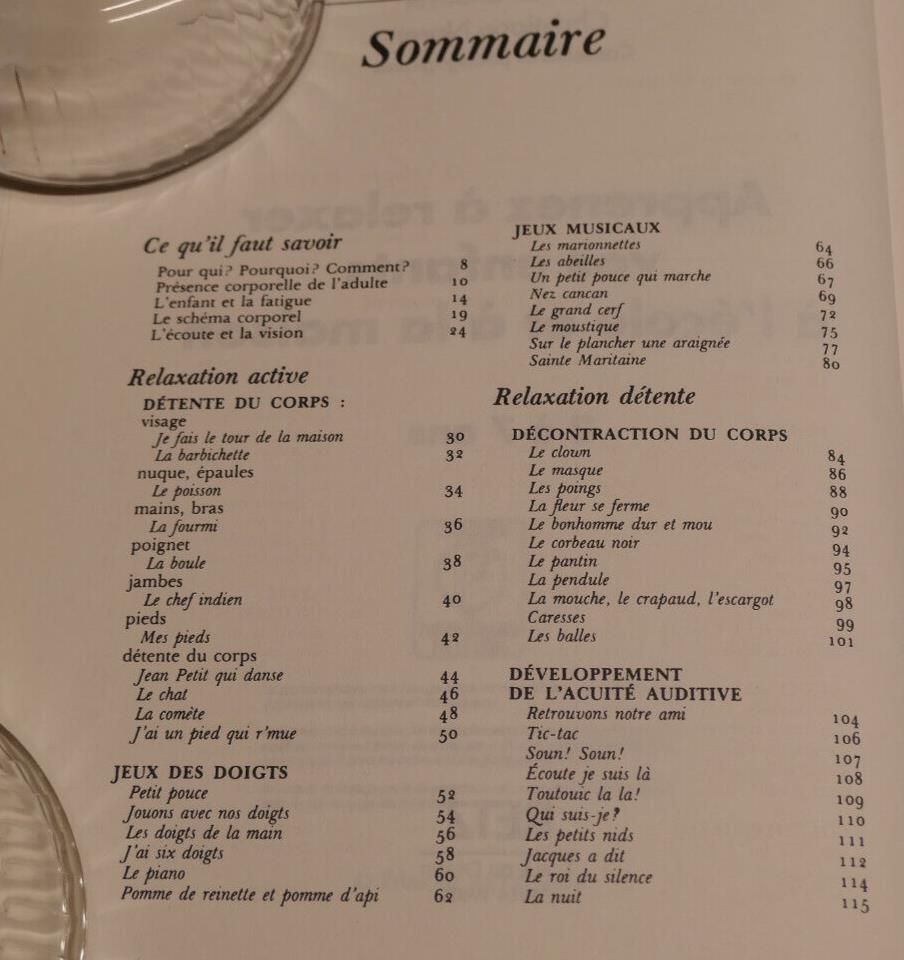 Sommaire
Ce qu'il faut savoir
Pour qui? Pourquoi? Comment? 8
Présence corporelle de l'adulte 10
L'enfant et la fatigue 14
Le schéma corporel 19
L'écoute et la vision 24
Relaxation active
DÉTENTE DU CORPS :
visage
Je fais le tour de la maison 30
La barbichette 32
nuque, épaules
Le poisson 34
mains, bras
La fourmi 36
poignet
La boule 38
jambes
Le chef indien 40
pieds
Mes pieds 42
détente du corps
Jean Petit qui danse 44
Le chat 46
La comète 48
J'ai un pied qui r'mue 50
JEUX DES DOIGTS
Petit pouce 52
Jouons avec nos doigts 54
Les doigts de la main 56
J'ai six doigts 58
Le piano 60
Pomme de reinette et pomme d'api 62
JEUX MUSICAUX
Les marionnettes 64
Les abeilles 66
Un petit pouce qui marche 67
Nez cancan 69
Le grand cerf 72
Le moustique 75
Sur le plancher une araignée 77
Sainte Maritaine 80
Relaxation détente
DÉCONTRACTION DU CORPS
Le clown 84
Le masque 86
Les poings 88
La fleur se ferme 90
Le bonhomme dur et mou 92
Le corbeau noir 94
Le pantin 95
La pendule 97
La mouche, le crapaud, l'escargot 98
Caresses 99
Les balles 101
DÉVELOPPEMENT
DE L'ACUITÉ AUDITIVE
Retrouvons notre ami 104
Tic-tac 106
Soun! Soun! 107
Écoute je suis là 108
Toutouic la la! 109
Qui suis-je? 110
Les petits nids 111
Jacques a dit 112
Le roi du silence 114
La nuit 115